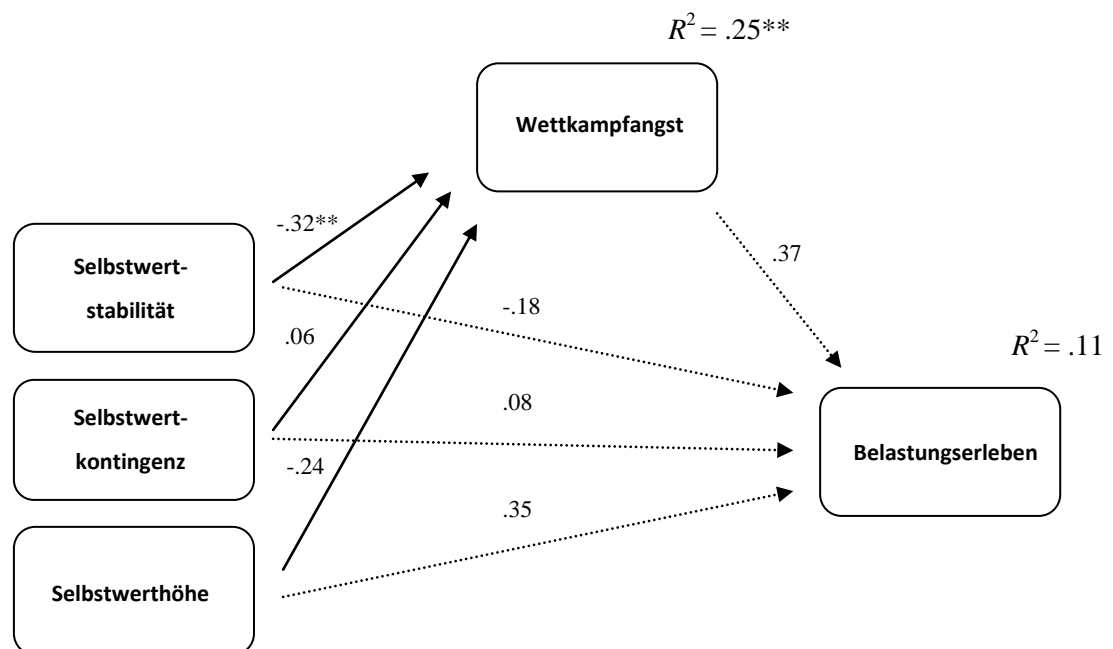 R² = .25**
Wettkampfangst
-.32**
Selbstwert-
stabilität
.37
-.18
.06
R² = .11
Selbstwert-
kontingenz
.08
Belastungserleben
-.24
.35
Selbstwerthöhe